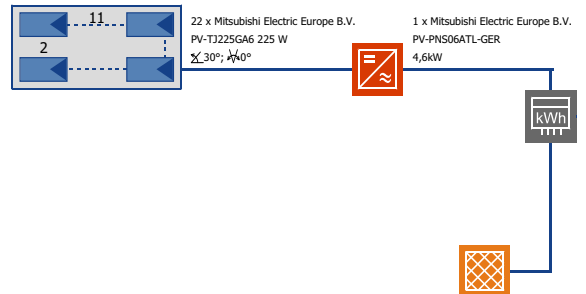 11
2
22 x Mitsubishi Electric Europe B.V.
PV-TJ225GA6 225 W
30°; 0°
1 x Mitsubishi Electric Europe B.V.
PV-PNS06ATL-GER
4,6kW
kWh